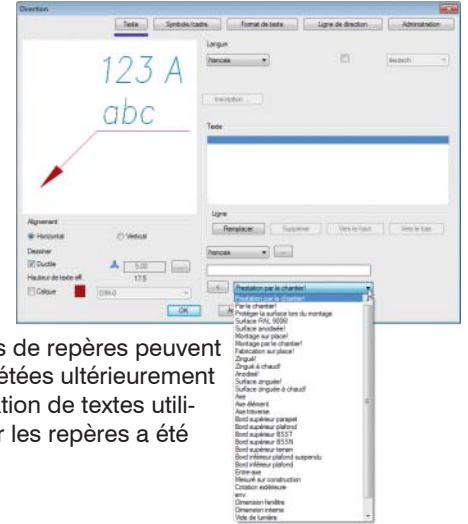 Direction
Texte
Symbole/cadre
Format de texte
Ligne de direction
Administration
123 A
abc
Langue
francais
deutsch
Inscription
Texte
Alignement
Horizontal
Vertical
Dessiner
Ductile
5.00
Hauteur de texte eff.
17.5
Calque
OK
Ligne
Remplacer
Supprimer
Vers le haut
Vers le bas
francais
...
<
Prestation par le chantier!
Prestation par le chantier!
Par le chantier!
Protéger la surface lors du montage
Surface RAL 9006!
Surface anodisée!
Montage sur place!
Montage par le chantier!
Fabrication sur place!
Zingué!
Zingué à chaud!
Anodisé!
Surface zinguée!
Surface zinguée à chaud!
Axe
Axe élément
Axe traverse
Bord supérieur parapet
Bord supérieur plafond
Bord supérieur BSST
Bord supérieur BSSN
Bord supérieur terrain
Bord inférieur plafond suspendu
Bord inférieur plafond
Entre-axe
Mesuré sur construction
Cotation extérieure
env.
Dimension fenêtre
Dimension interne
Vide de lumière
s de repères peuvent
étées ultérieurement
ation de textes utili-
r les repères a été